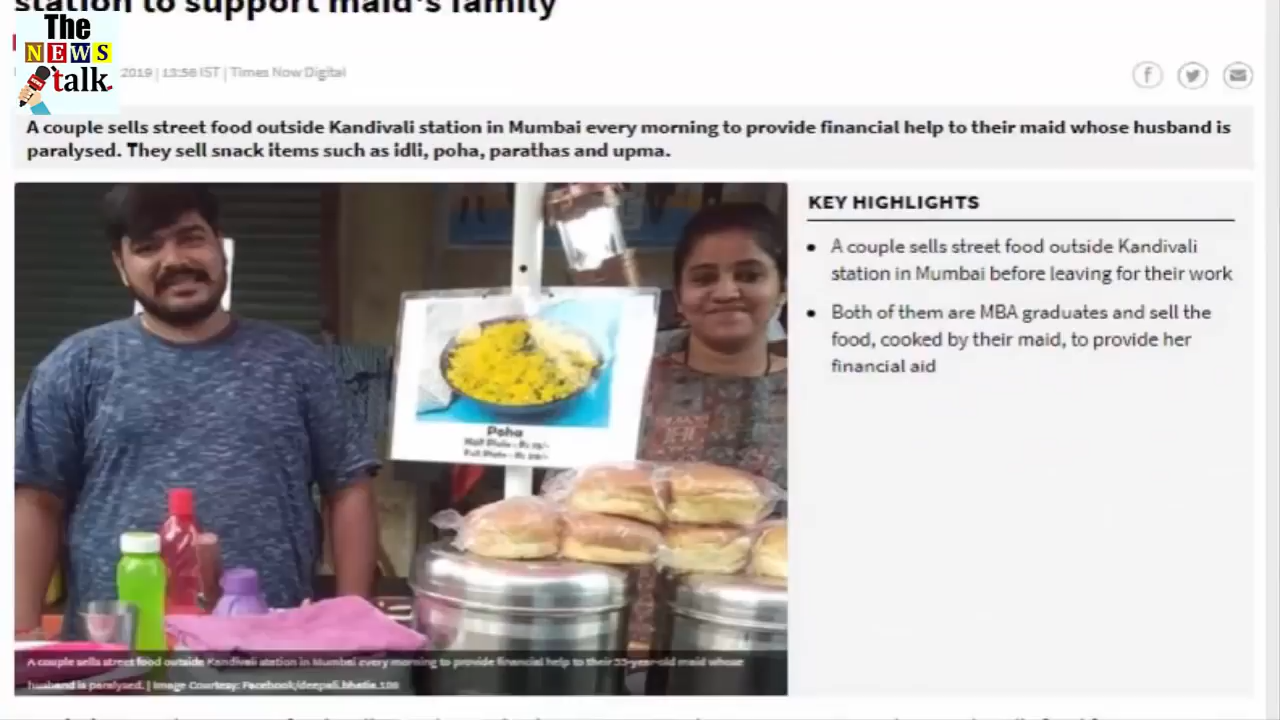 station to support maid's family
The
NEWS
talk.
2019 | 13:56 IST | Times Now Digital
A couple sells street food outside Kandivali station in Mumbai every morning to provide financial help to their maid whose husband is
paralysed. They sell snack items such as idli, poha, parathas and upma.
KEY HIGHLIGHTS
A couple sells street food outside Kandivali
station in Mumbai before leaving for their work
Both of them are MBA graduates and sell the
food, cooked by their maid, to provide her
financial aid
Poha
Half Plate - Rs
Full Plate - Rs
A couple sells street food outside Kandivali station in Mumbai every morning to provide financial help to their 55-year-old maid whose
husband is paralysed. | Image Courtesy: Facebook/deepali.bhatia.108